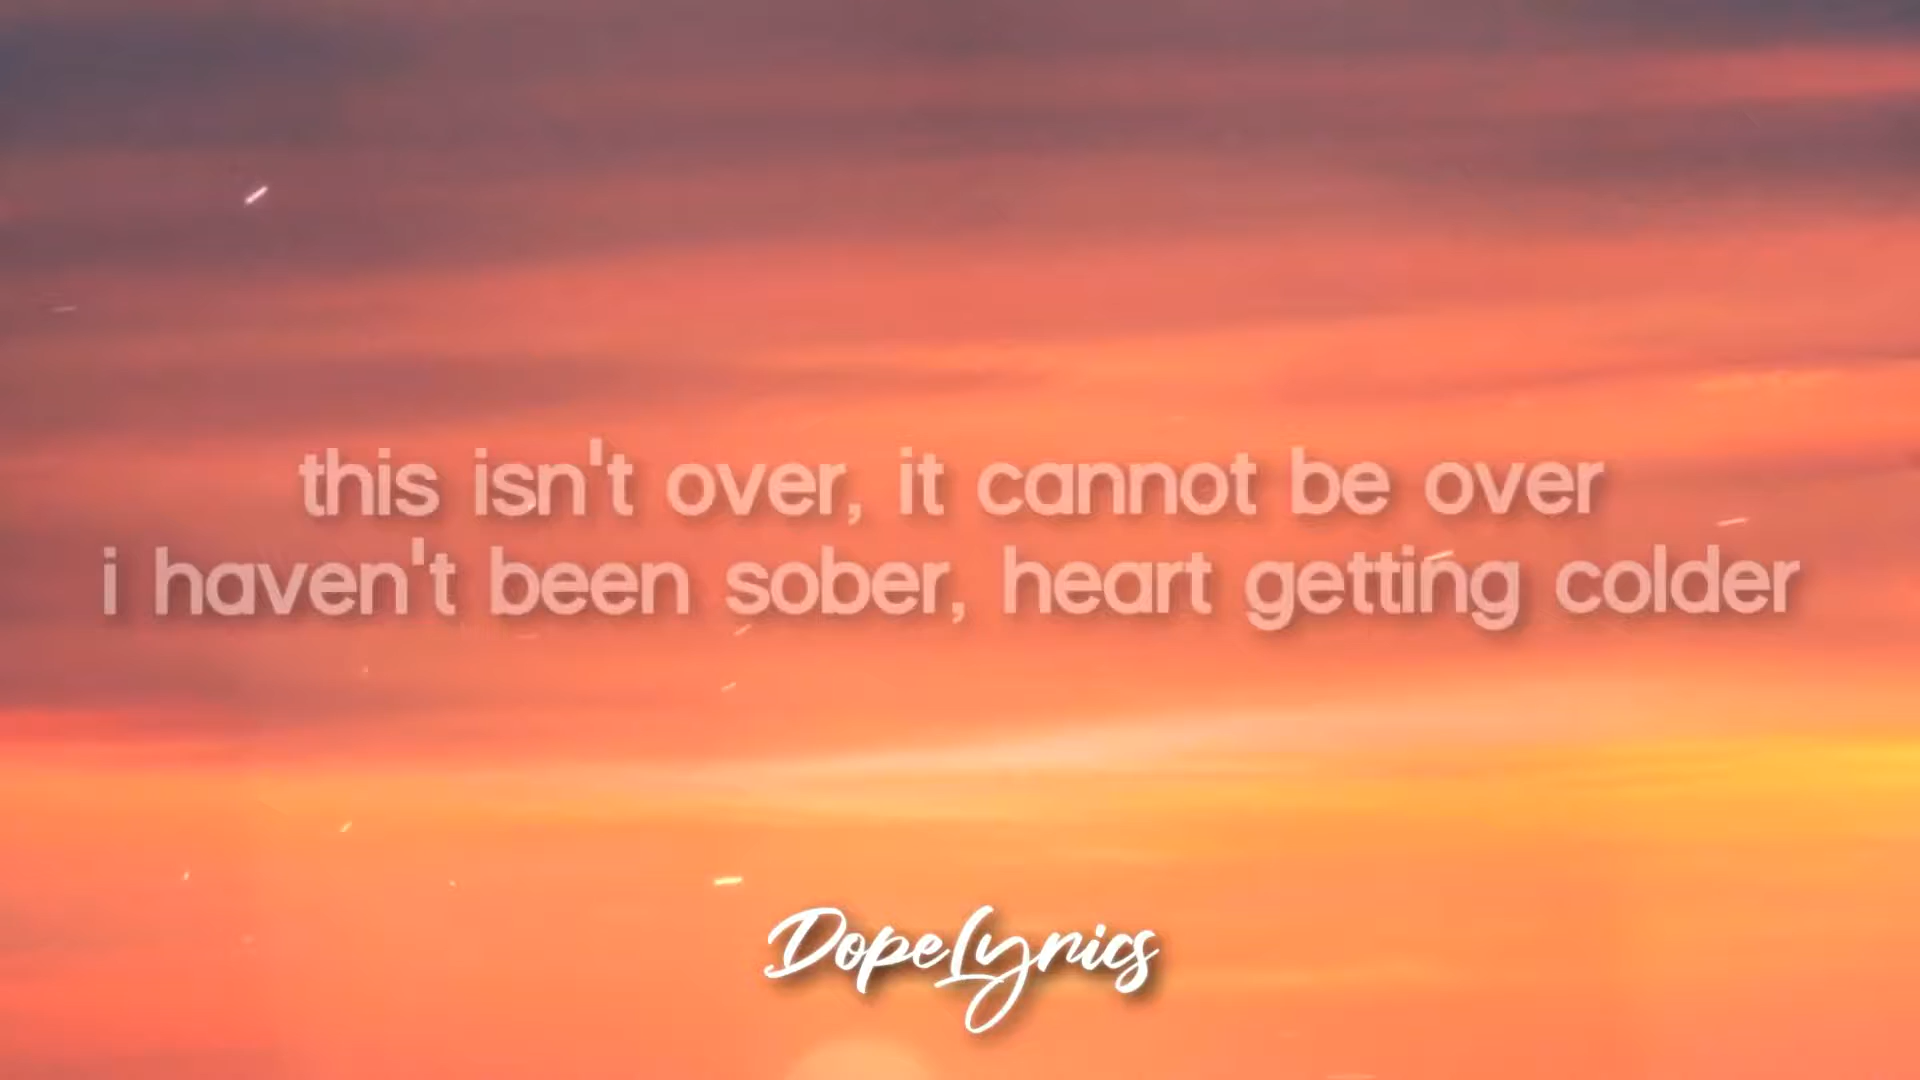 this isn't over, it cannot be over
i haven't been sober, heart getting colder
DopeLyrics